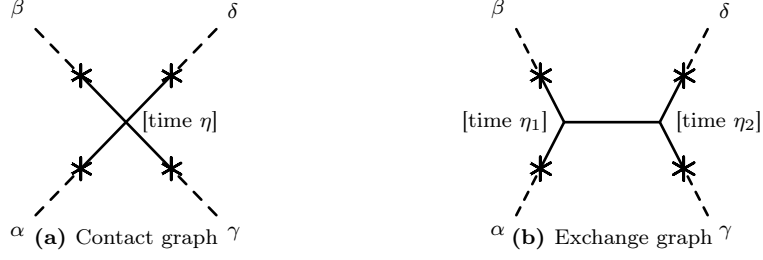 β δ β δ
[time η] [time η₁] [time η₂]
α (a) Contact graph γ α (b) Exchange graph γ